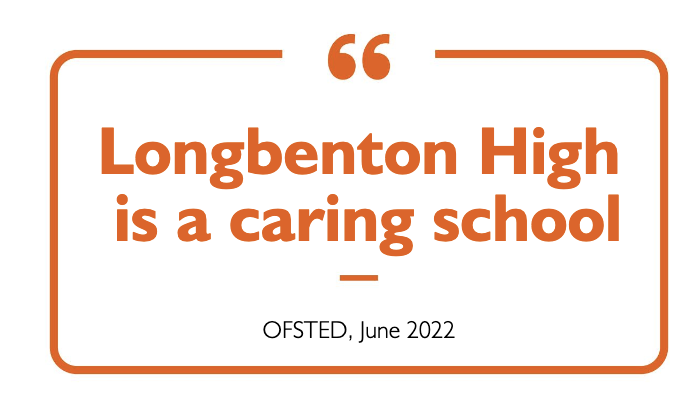 “
Longbenton High
is a caring school
—
OFSTED, June 2022